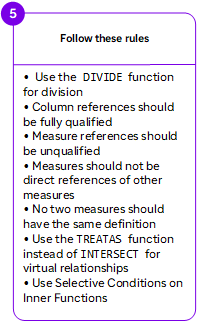 5
Follow these rules
• Use the DIVIDE function
for division
• Column references should
be fully qualified
• Measure references should
be unqualified
• Measures should not be
direct references of other
measures
• No two measures should
have the same definition
• Use the TREATAS function
instead of INTERSECT for
virtual relationships
• Use Selective Conditions on
Inner Functions